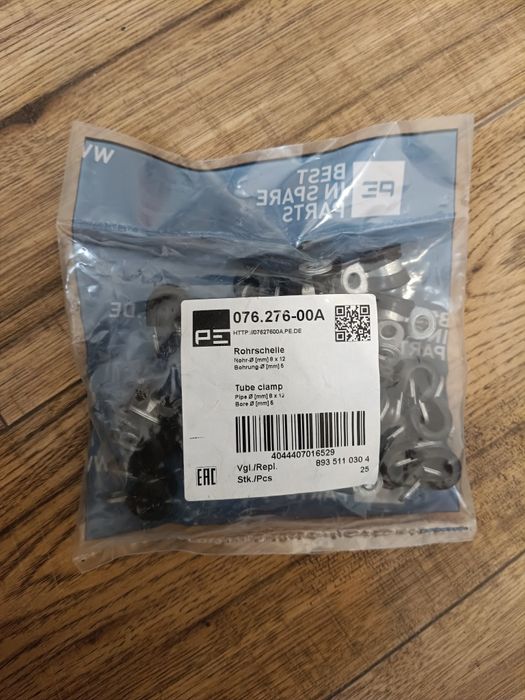 BEST
IN SPARE
PARTS
PE
PE
076.276-00A
HTTP://07627600A.PE.DE
Rohrschelle
Rohr-Ø [mm] 8 x 12
Bohrung-Ø [mm] 6
Tube clamp
Pipe Ø [mm] 8 x 12
Bore Ø [mm] 6
4044407016529
EAC
Vgl./Repl. 893 511 030 4
Stk./Pcs 25